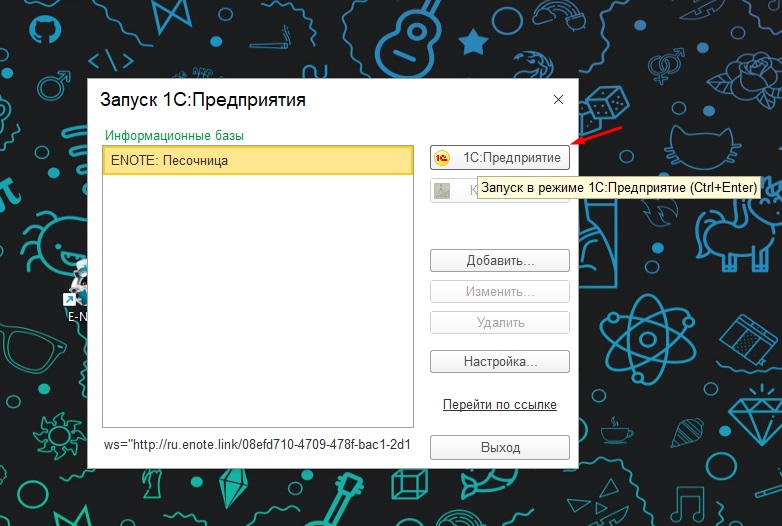 Запуск 1С:Предприятия
Информационные базы
ENOTE: Песочница
1С:Предприятие
Запуск в режиме 1С:Предприятие (Ctrl+Enter)
Добавить...
Изменить...
Удалить
Настройка...
Перейти по ссылке
ws="http://ru.enote.link/08efd710-4709-478f-bac1-2d1
Выход